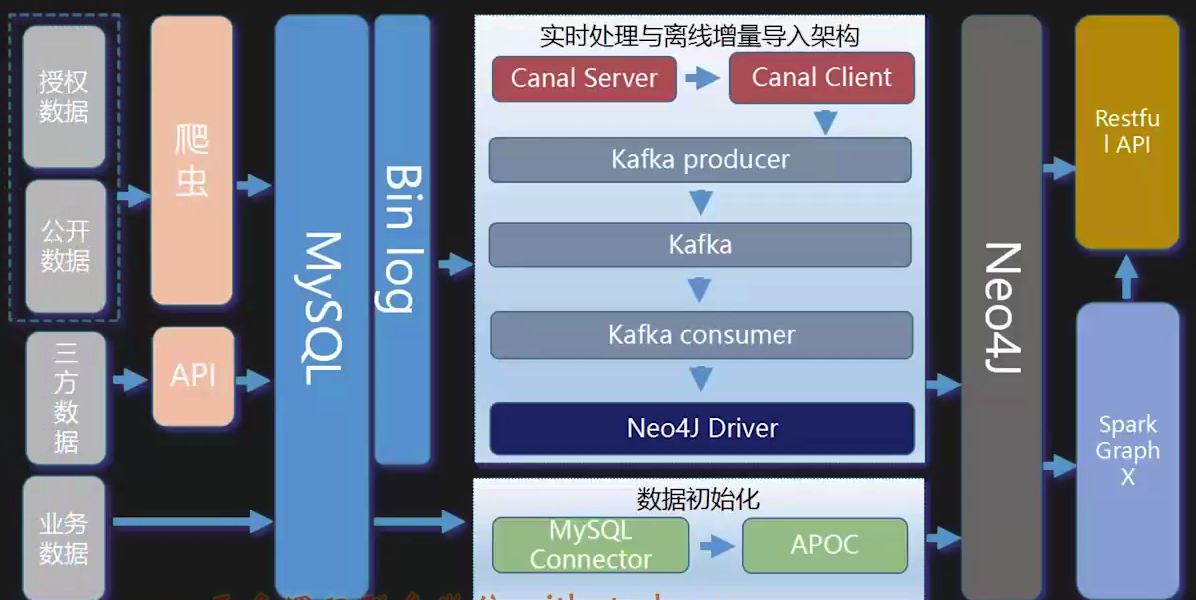 授权
数据
公开
数据
三
方
数
据
业务
数据
爬
虫
API
MySQL
Bin log
实时处理与离线增量导入架构
Canal Server
Canal Client
Kafka producer
Kafka
Kafka consumer
Neo4J Driver
数据初始化
MySQL
Connector
APOC
Neo4J
Restfu
l API
Spark
Graph
X